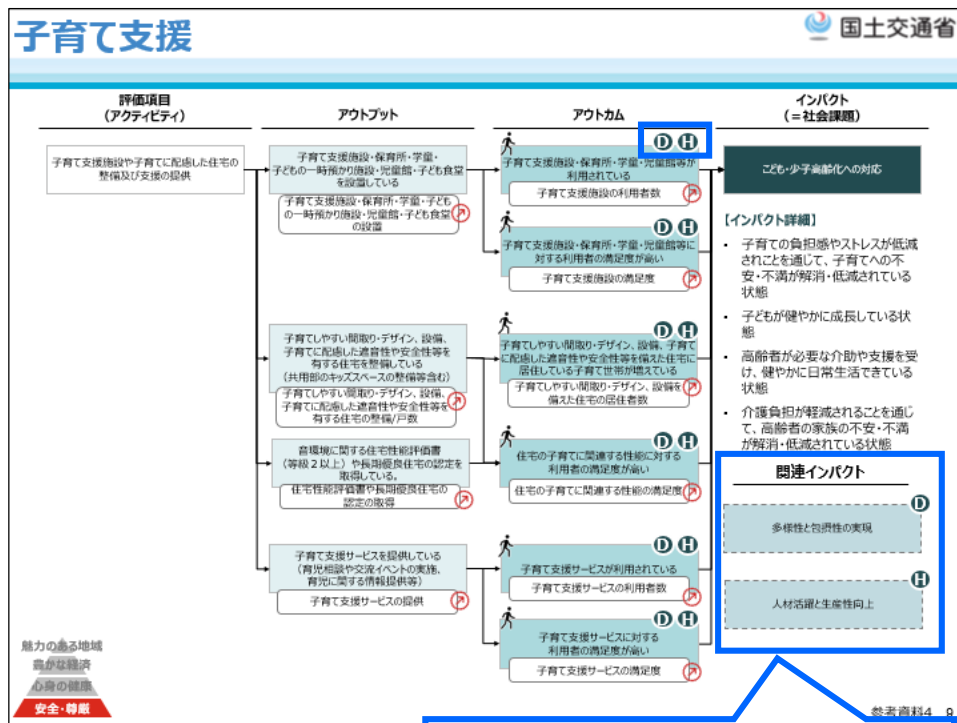 子育て支援
国土交通省
評価項目
(アクティビティ)
アウトプット
アウトカム
インパクト
(=社会課題)
子育て支援施設や子育てに配慮した住宅の
整備及び支援の提供
子育て支援施設・保育所・学童・
子どもの一時預かり施設・児童館・子ども食堂
を設置している
子育て支援施設・保育所・学童・子ども
の一時預かり施設・児童館・子ども食堂
の設置
D H
子育て支援施設・保育所・学童・児童館等が
利用されている
子育て支援施設の利用者数
D H
子育て支援施設・保育所・学童・児童館等に
対する利用者の満足度が高い
子育て支援施設の満足度
子育てしやすい間取り・デザイン、設備、
子育てに配慮した遮音性や安全性等を
有する住宅を整備している
(共用部のキッズスペースの整備等含む)
子育てしやすい間取り・デザイン、設備、
子育てに配慮した遮音性や安全性等を
有する住宅の整備/戸数
D H
子育てしやすい間取り・デザイン、設備、子育て
に配慮した遮音性や安全性等を備えた住宅に
居住している子育て世帯が増えている
子育てしやすい間取り・デザイン、設備を
備えた住宅の居住者数
音環境に関する住宅性能評価書
(等級2以上)や長期優良住宅の認定を
取得している。
住宅性能評価書や長期優良住宅の
認定の取得
D H
住宅の子育てに関連する性能に対する
利用者の満足度が高い
住宅の子育てに関連する性能の満足度
子育て支援サービスを提供している
(育児相談や交流イベントの実施、
育児に関する情報提供等)
子育て支援サービスの提供
D H
子育て支援サービスが利用されている
子育て支援サービスの利用者数
D H
子育て支援サービスに対する
利用者の満足度が高い
子育て支援サービスの満足度
こども・少子高齢化への対応
【インパクト詳細】
・ 子育ての負担感やストレスが低減
されことを通じて、子育てへの不
安・不満が解消・低減されている
状態
・ 子どもが健やかに成長している状
態
・ 高齢者が必要な介助や支援を受
け、健やかに日常生活できている
状態
・ 介護負担が軽減されることを通じ
て、高齢者の家族の不安・不満
が解消・低減されている状態
関連インパクト
D
多様性と包摂性の実現
H
人材活躍と生産性向上
魅力のある地域
豊かな経済
心身の健康
安全・尊厳
参考資料4 9